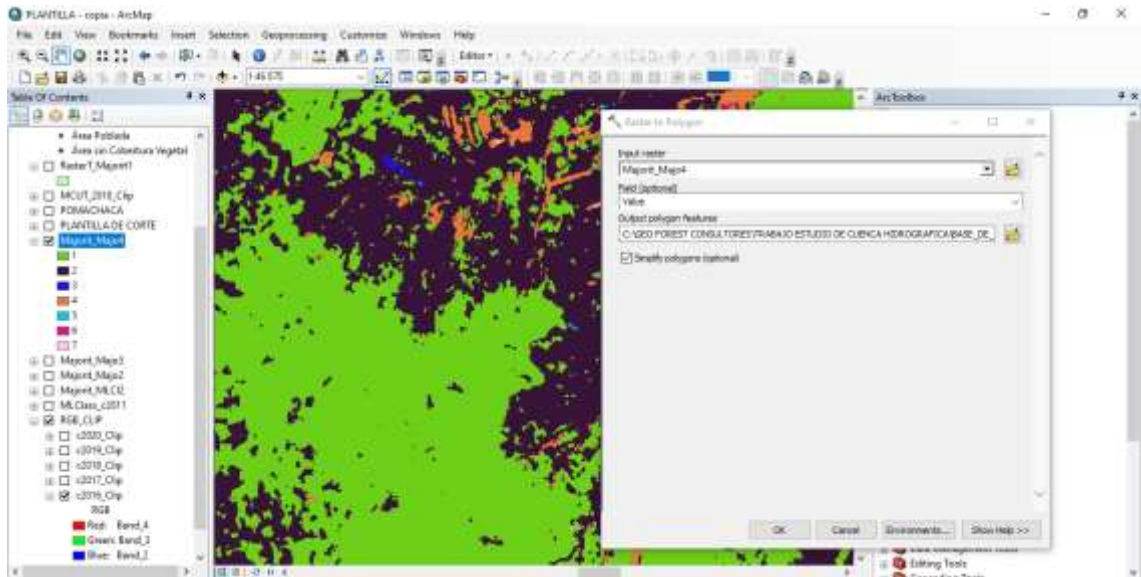 PLANTILLA - copia - ArcMap
File Edit View Bookmarks Insert Selection Geoprocessing Customize Windows Help
Editor
Table Of Contents
Área Poblada
Área sin Cobertura Vegetal
RasterT_Majorit1
MCUT_2018_Clip
POMACHACA
PLANTILLA DE CORTE
Majorit_Majo4
1
2
3
4
5
6
7
Majorit_Majo3
Majorit_Majo2
Majorit_MLCl2
MLClass_c2011
RGB_CLIP
c2020_Clip
c2019_Clip
c2018_Clip
c2017_Clip
c2016_Clip
RGB
Red: Band_4
Green: Band_3
Blue: Band_2
Raster to Polygon
Input raster
Majorit_Majo4
Field (optional)
Value
Output polygon features
C:\GEO FOREST CONSULTORES\TRABAJO ESTUDIO DE CUENCA HIDROGRAFICA\BASE_DE_
Simplify polygons (optional)
OK Cancel Environments... Show Help >>
ArcToolbox
Editing Tools